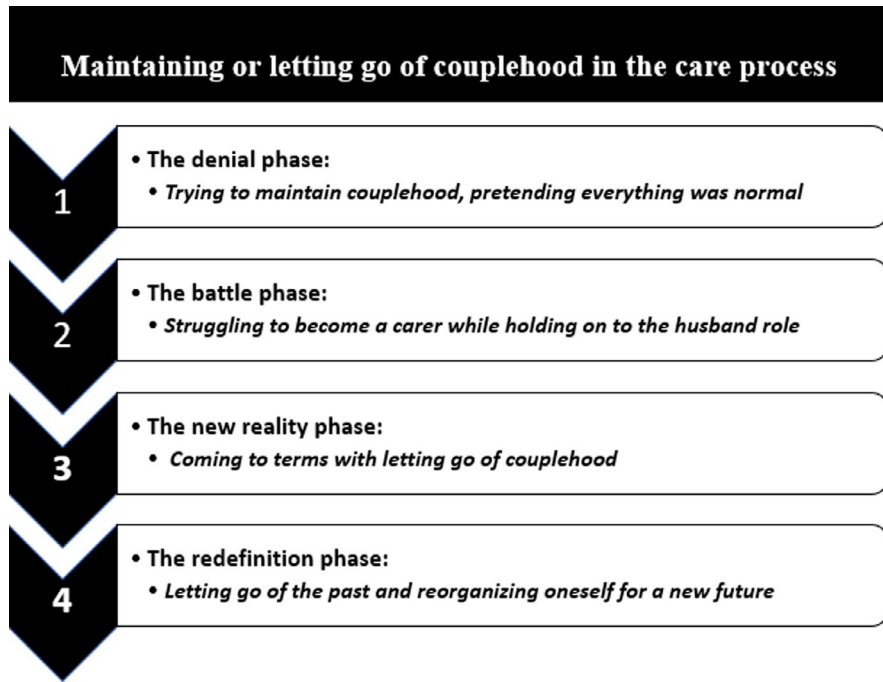 Maintaining or letting go of couplehood in the care process
1
• The denial phase:
• Trying to maintain couplehood, pretending everything was normal
2
• The battle phase:
• Struggling to become a carer while holding on to the husband role
3
• The new reality phase:
• Coming to terms with letting go of couplehood
4
• The redefinition phase:
• Letting go of the past and reorganizing oneself for a new future